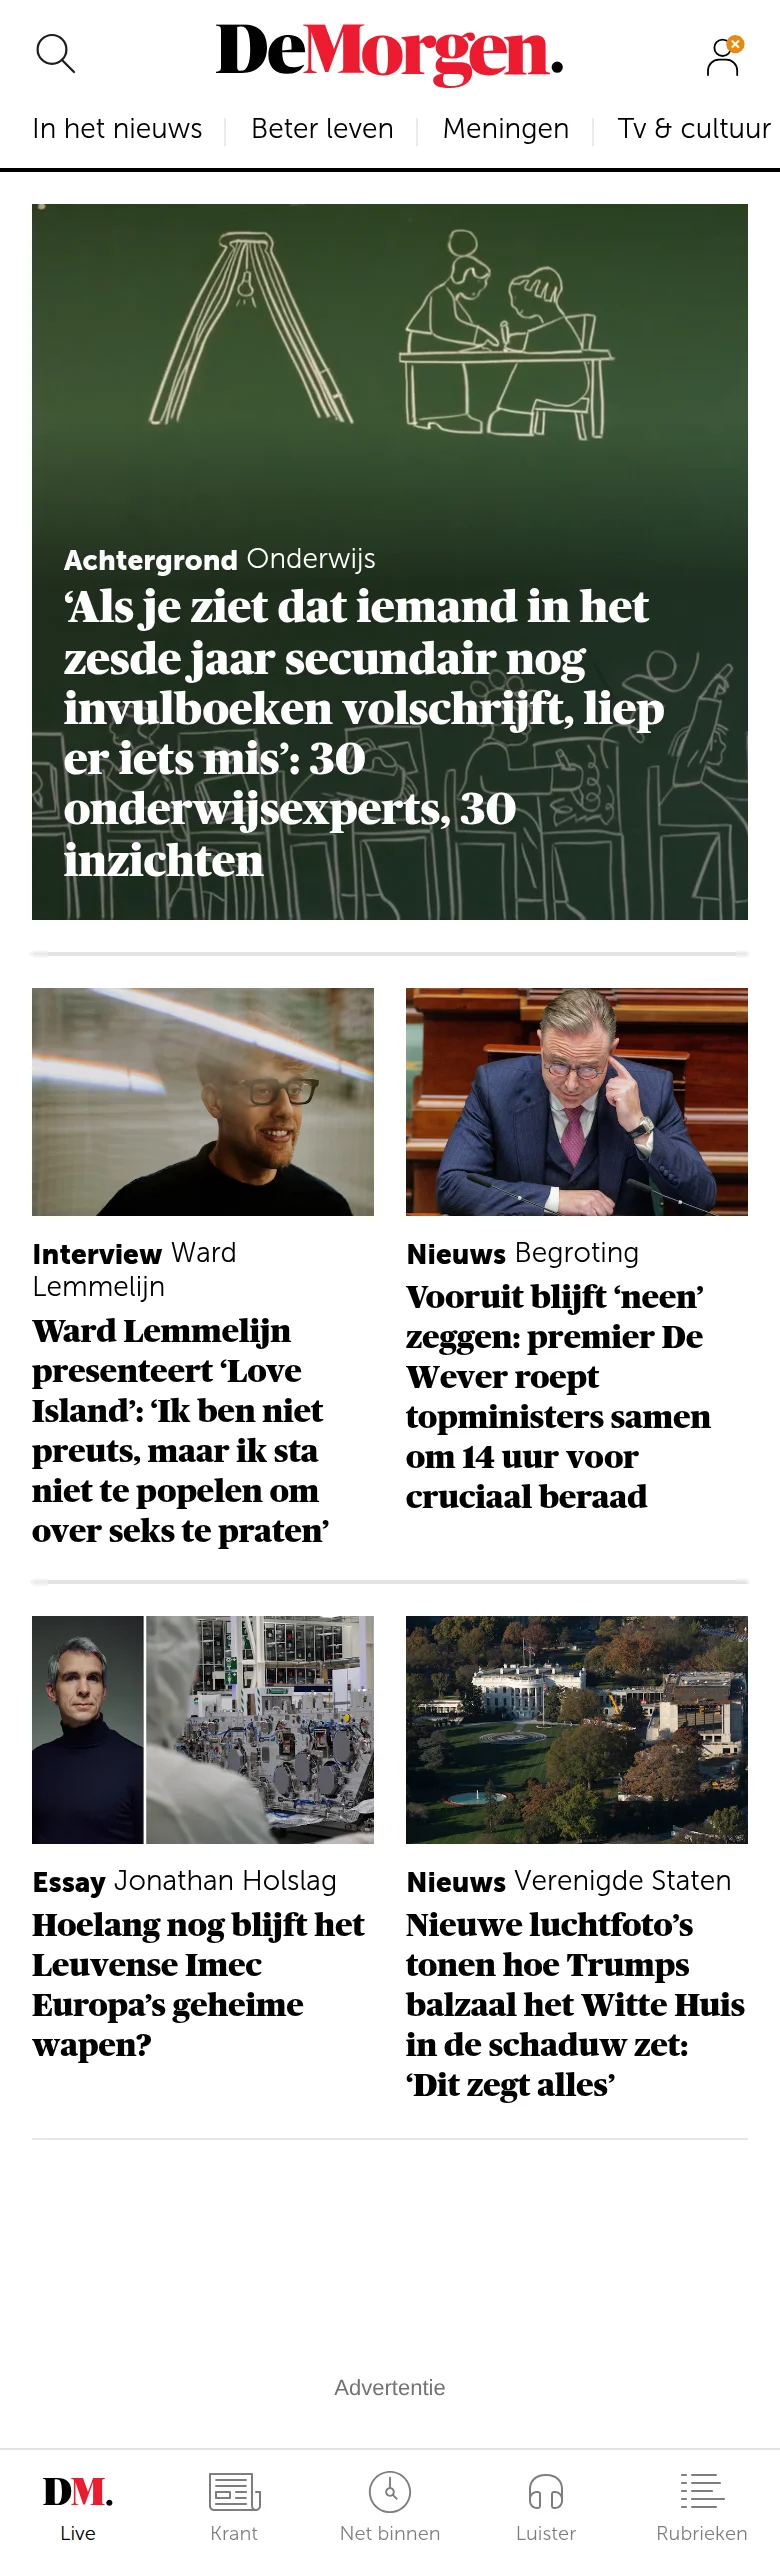 DeMorgen.
In het nieuws
Beter leven
Meningen
Tv & cultuur
Achtergrond Onderwijs
‘Als je ziet dat iemand in het
zesde jaar secundair nog
invulboeken volschrijft, liep
er iets mis’: 30
onderwijsexperts, 30
inzichten
Interview Ward
Lemmelijn
Ward Lemmelijn
presenteert ‘Love
Island’: ‘Ik ben niet
preuts, maar ik sta
niet te popelen om
over seks te praten’
Nieuws Begroting
Vooruit blijft ‘neen’
zeggen: premier De
Wever roept
topministers samen
om 14 uur voor
cruciaal beraad
Essay Jonathan Holslag
Hoelang nog blijft het
Leuvense Imec
Europa’s geheime
wapen?
Nieuws Verenigde Staten
Nieuwe luchtfoto’s
tonen hoe Trumps
balzaal het Witte Huis
in de schaduw zet:
‘Dit zegt alles’
Advertentie
DM.
Live
Krant
Net binnen
Luister
Rubrieken